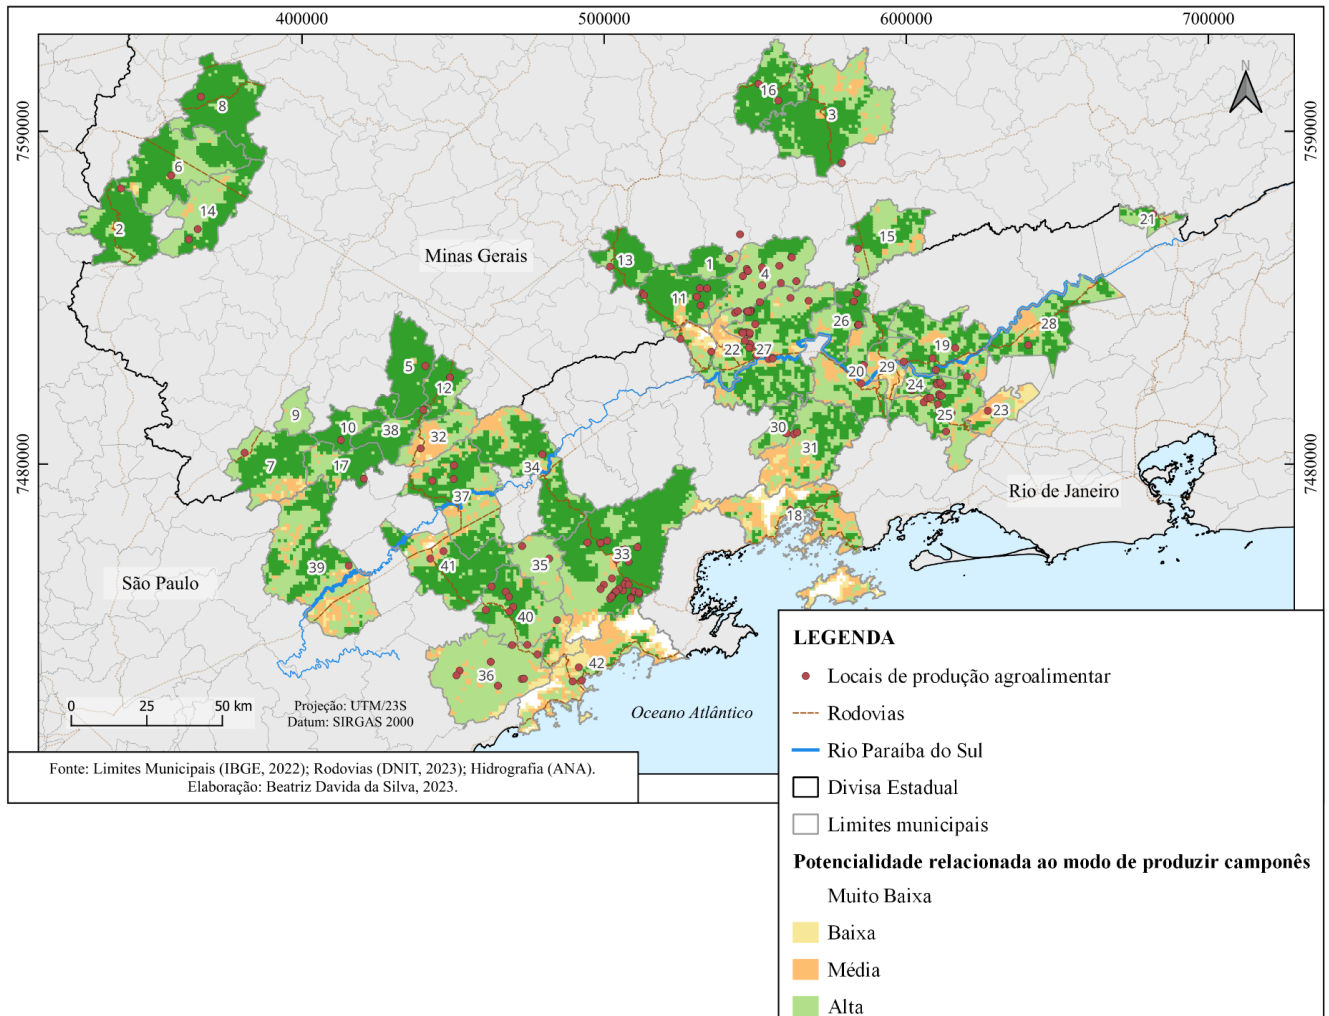 400000
500000
600000
700000
7590000
7590000
7480000
7480000
N
8
16
3
6
14
2
21
15
Minas Gerais
13
1
4
11
26
28
22
27
19
20
29
24
5
12
9
10
38
32
23
25
30
31
7
17
34
37
18
Rio de Janeiro
São Paulo
39
41
35
33
40
42
36
0
25
50 km
Projeção: UTM/23S
Datum: SIRGAS 2000
Oceano Atlântico
Fonte: Limites Municipais (IBGE, 2022); Rodovias (DNIT, 2023); Hidrografia (ANA).
Elaboração: Beatriz Davida da Silva, 2023.
LEGENDA
Locais de produção agroalimentar
Rodovias
Rio Paraíba do Sul
Divisa Estadual
Limites municipais
Potencialidade relacionada ao modo de produzir camponês
Muito Baixa
Baixa
Média
Alta